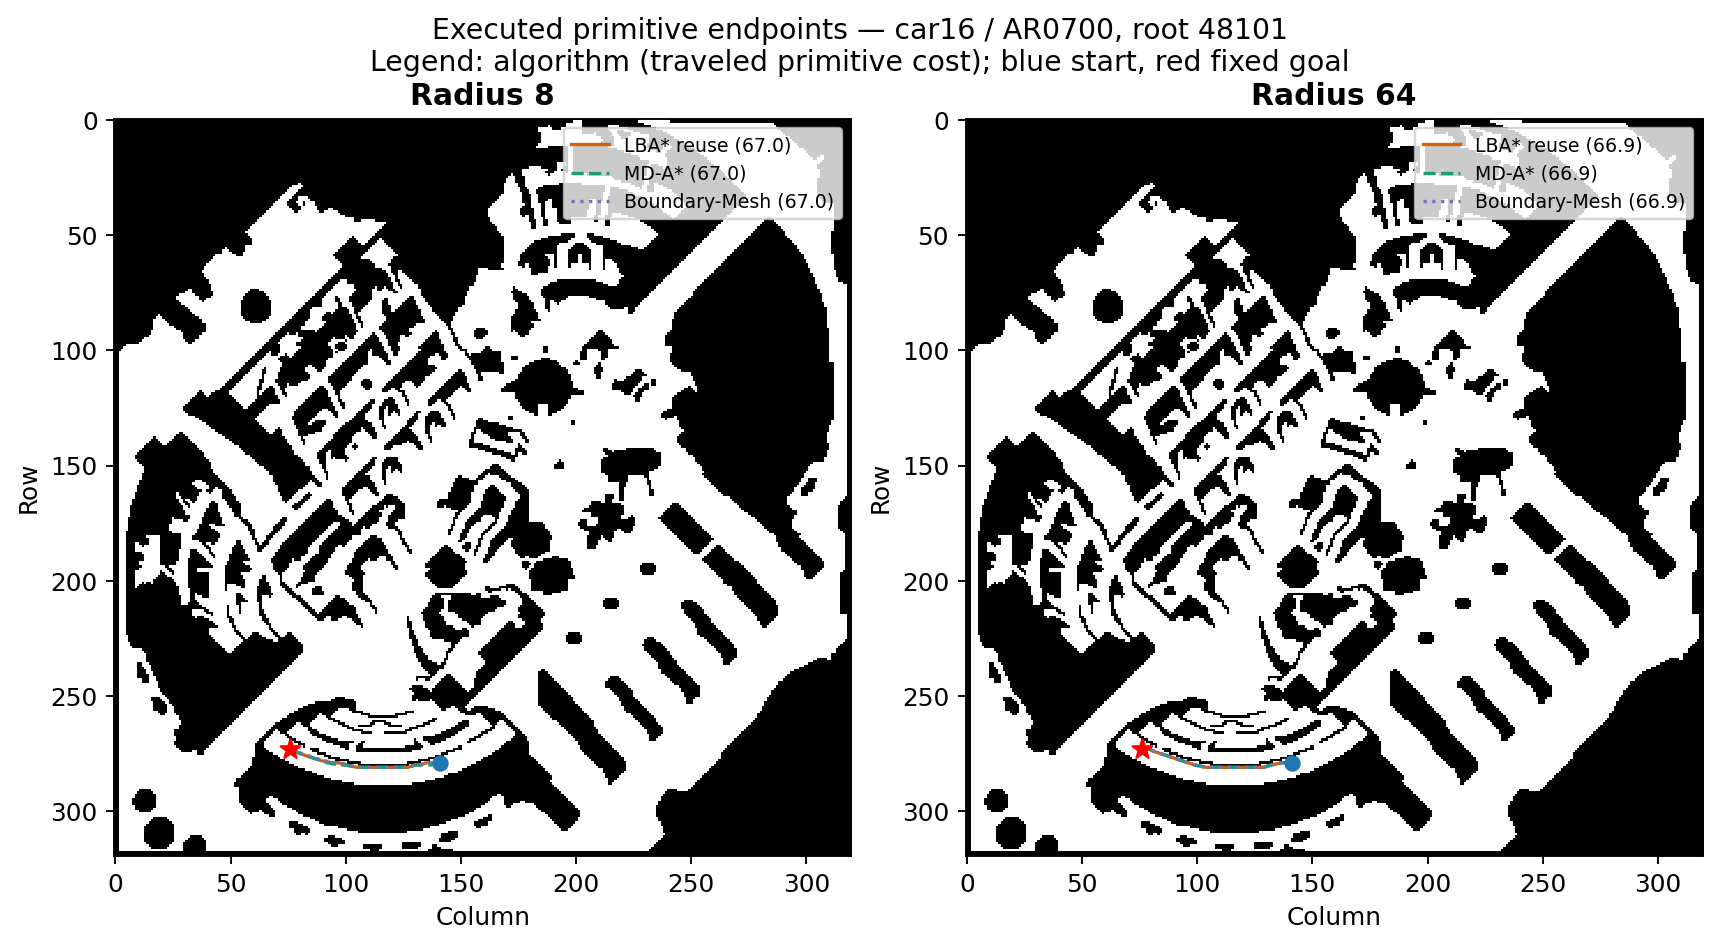 Executed primitive endpoints — car16 / AR0700, root 48101
Legend: algorithm (traveled primitive cost); blue start, red fixed goal
Radius 8
LBA* reuse (67.0)
MD-A* (67.0)
Boundary-Mesh (67.0)
0
50
100
150
200
250
300
Row
0
50
100
150
200
250
300
Column
Radius 64
LBA* reuse (66.9)
MD-A* (66.9)
Boundary-Mesh (66.9)
0
50
100
150
200
250
300
Row
0
50
100
150
200
250
300
Column